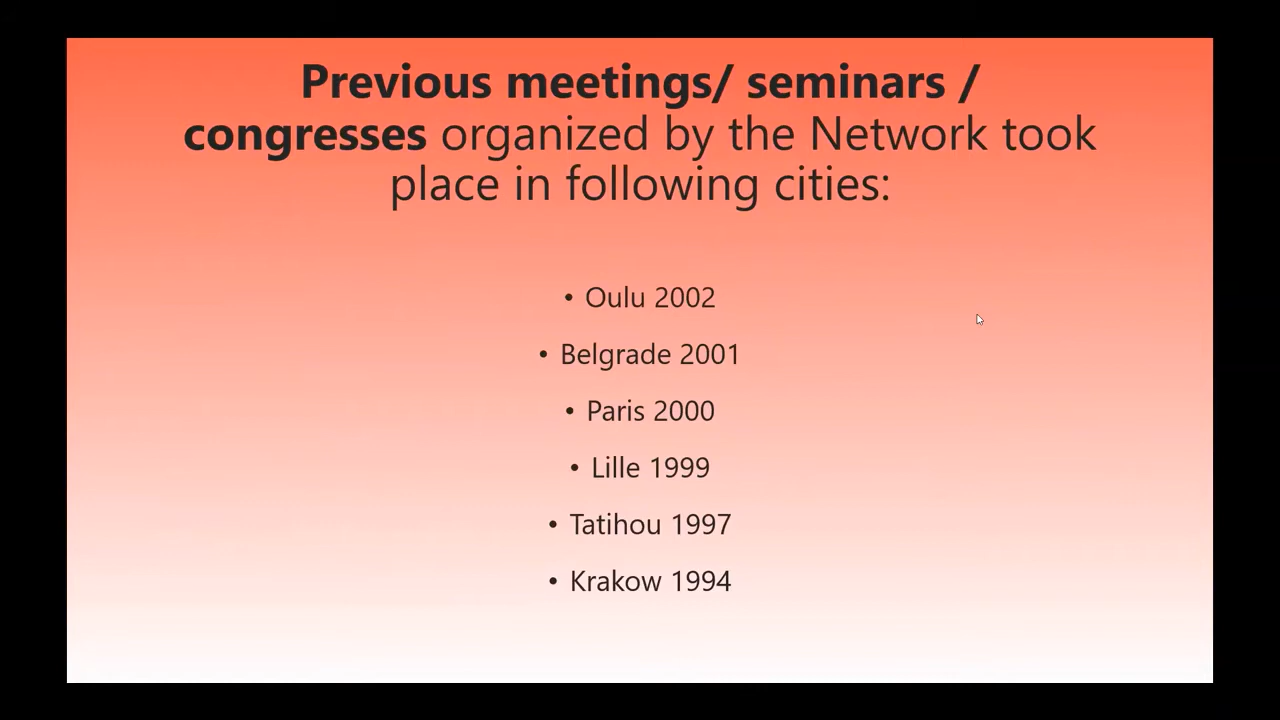 Previous meetings/ seminars /
congresses organized by the Network took
place in following cities:
• Oulu 2002
• Belgrade 2001
• Paris 2000
• Lille 1999
• Tatihou 1997
• Krakow 1994